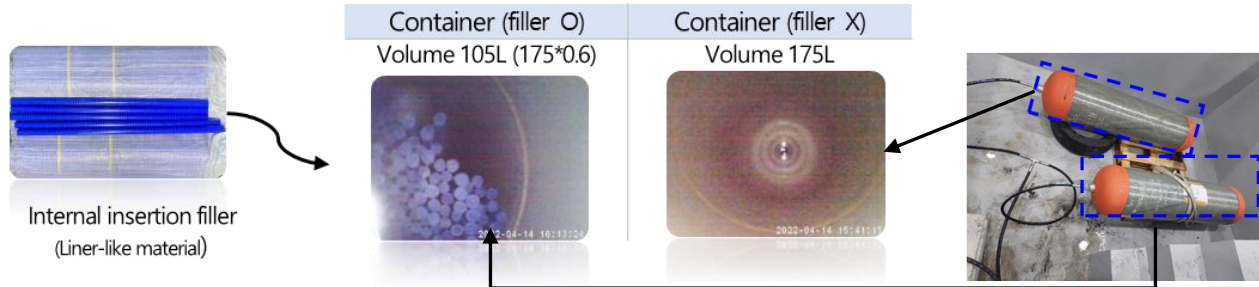 Container (filler O)
Container (filler X)
Volume 105L (175*0.6)
Volume 175L
2022-04-14 16:13:24
2022-04-14 15:41:15
Internal insertion filler
(Liner-like material)